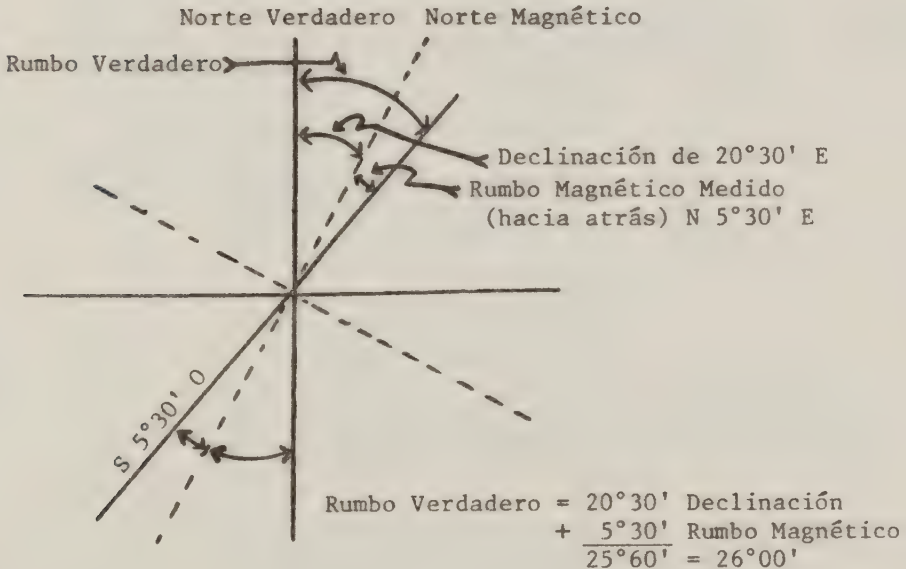 Norte Verdadero Norte Magnético
Rumbo Verdadero
Declinación de 20°30' E
Rumbo Magnético Medido
(hacia atrás) N 5°30' E
S 5°30' O
Rumbo Verdadero = 20°30' Declinación
+ 5°30' Rumbo Magnético
25°60' = 26°00'